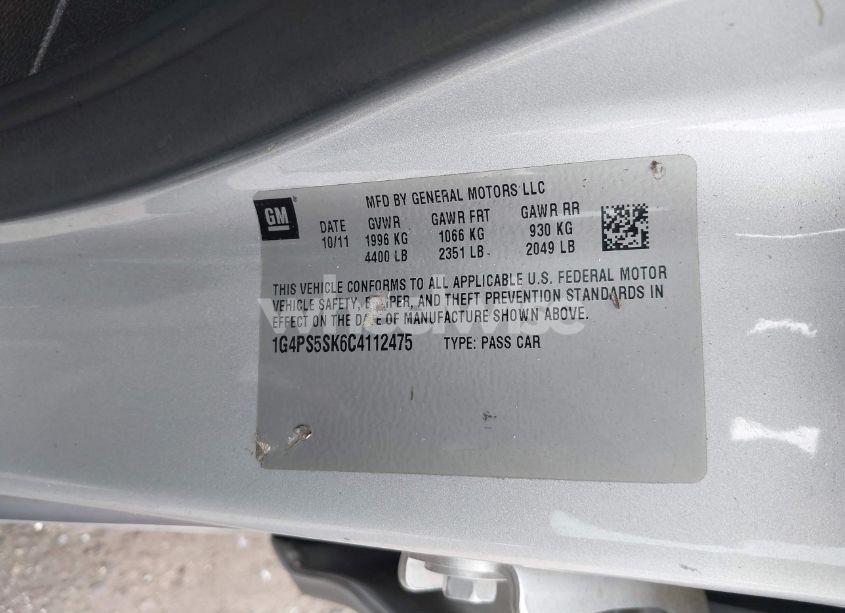 GM
MFD BY GENERAL MOTORS LLC
DATE GVWR GAWR FRT GAWR RR
10/11 1996 KG 1066 KG 930 KG
4400 LB 2351 LB 2049 LB
THIS VEHICLE CONFORMS TO ALL APPLICABLE U.S. FEDERAL MOTOR
VEHICLE SAFETY, BUMPER, AND THEFT PREVENTION STANDARDS IN
EFFECT ON THE DATE OF MANUFACTURE SHOWN ABOVE.
1G4PS5SK6C4112475 TYPE: PASS CAR
wheelwise